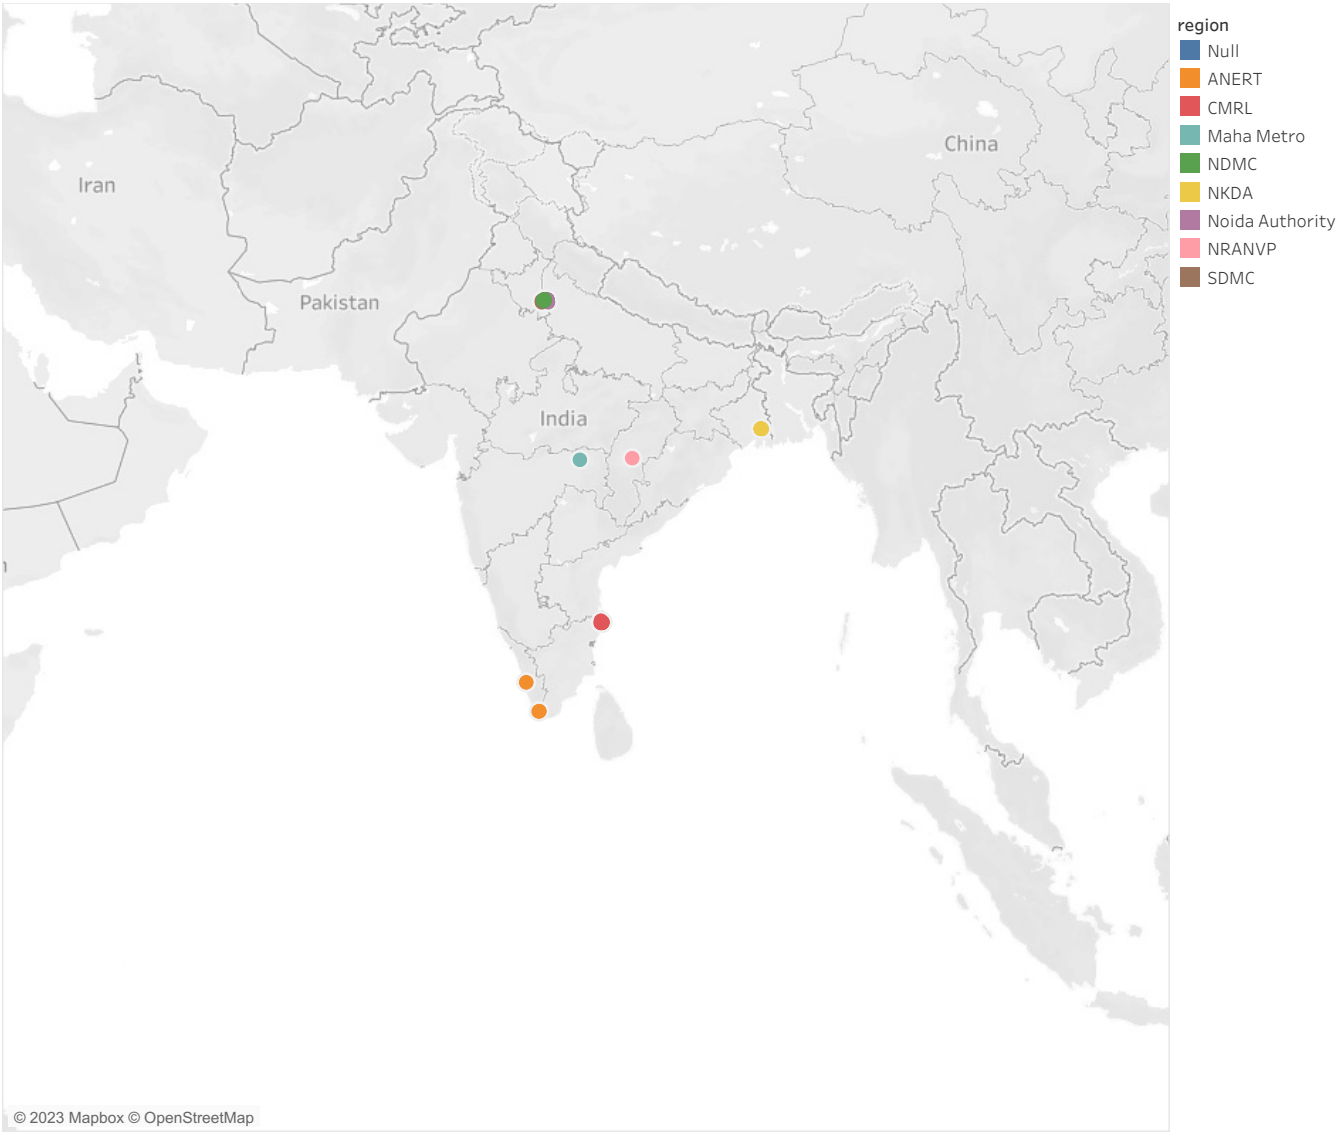 region
Null
ANERT
CMRL
Maha Metro
NDMC
NKDA
Noida Authority
NRANVP
SDMC
China
Iran
Pakistan
India
© 2023 Mapbox © OpenStreetMap